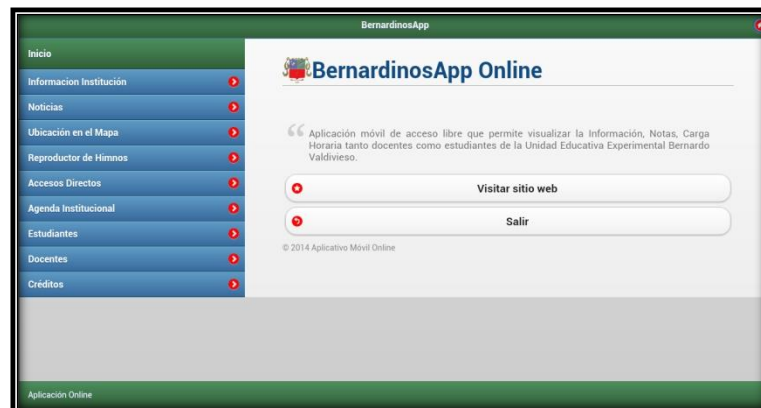 BernardinosApp
Inicio
Informacion Institución
Noticias
Ubicación en el Mapa
Reproductor de Himnos
Accesos Directos
Agenda Institucional
Estudiantes
Docentes
Créditos
BernardinosApp Online
“ Aplicación móvil de acceso libre que permite visualizar la Información, Notas, Carga
Horaria tanto docentes como estudiantes de la Unidad Educativa Experimental Bernardo
Valdivieso.
Visitar sitio web
Salir
© 2014 Aplicativo Móvil Online
Aplicación Online